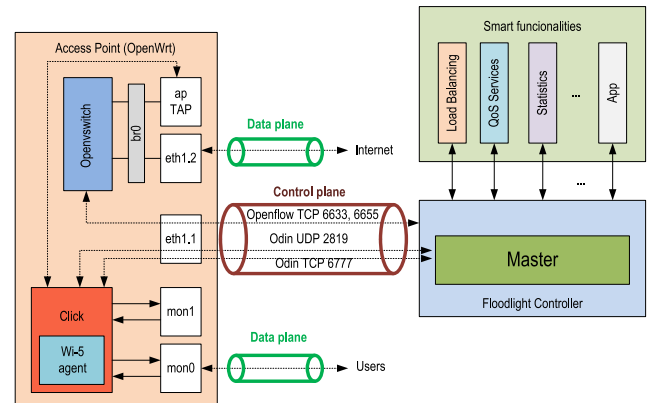 Access Point (OpenWrt)
Openvswitch
br0
ap
TAP
eth1.2
eth1.1
Click
Wi-5
agent
mon1
mon0
Data plane
Internet
Control plane
Openflow TCP 6633, 6655
Odin UDP 2819
Odin TCP 6777
Data plane
Users
Smart funcionalities
Load Balancing
QoS Services
Statistics
...
App
...
Master
Floodlight Controller